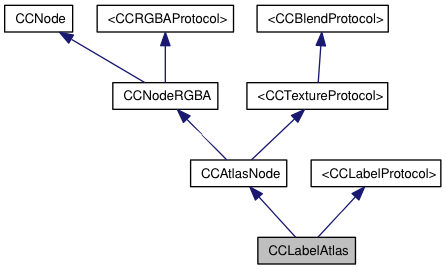 CCNode
<CCRGBAProtocol>
<CCBlendProtocol>
CCNodeRGBA
<CCTextureProtocol>
CCAtlasNode
<CCLabelProtocol>
CCLabelAtlas